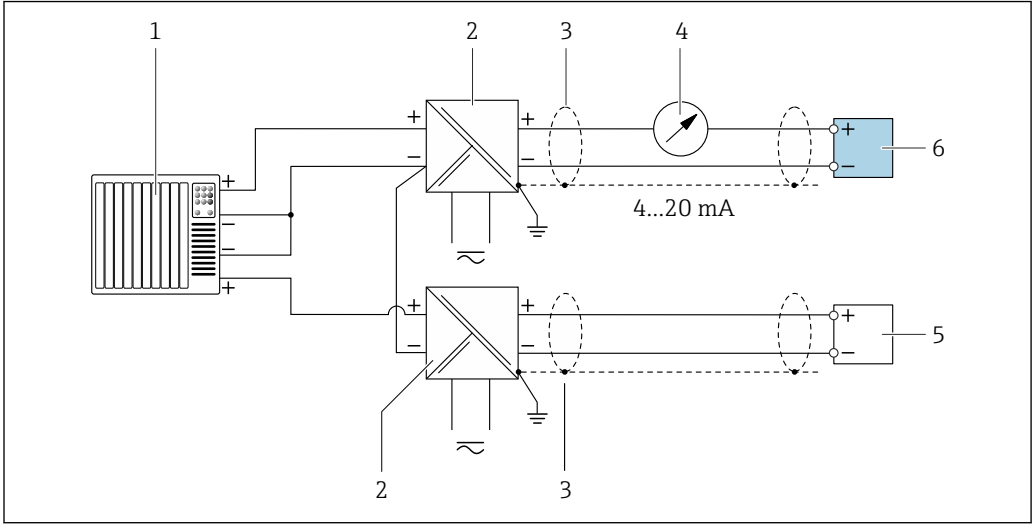 1 2 3 4
+ +
+
− −
+ + 6
−
−
−
+
4...20 mA
+ + +
5
− − −
2 3